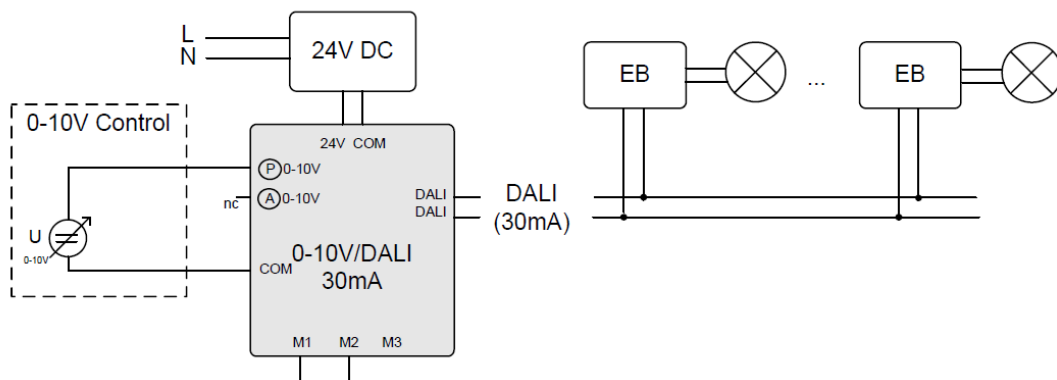 L
N
24V DC
EB
...
EB
0-10V Control
24V COM
P 0-10V
nc
A 0-10V
DALI
DALI
DALI
(30mA)
U
0-10V
0-10V/DALI
30mA
COM
M1 M2 M3